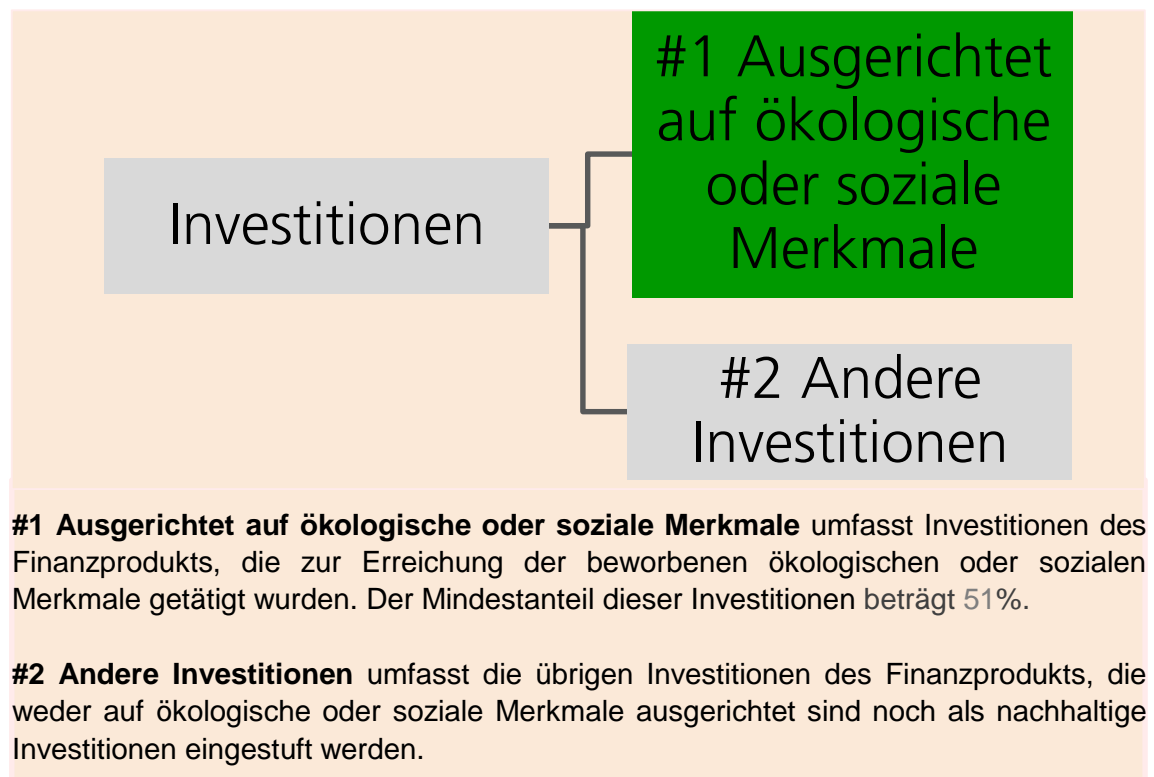 Investitionen
#1 Ausgerichtet
auf ökologische
oder soziale
Merkmale
#2 Andere
Investitionen
#1 Ausgerichtet auf ökologische oder soziale Merkmale umfasst Investitionen des
Finanzprodukts, die zur Erreichung der beworbenen ökologischen oder sozialen
Merkmale getätigt wurden. Der Mindestanteil dieser Investitionen beträgt 51%.
#2 Andere Investitionen umfasst die übrigen Investitionen des Finanzprodukts, die
weder auf ökologische oder soziale Merkmale ausgerichtet sind noch als nachhaltige
Investitionen eingestuft werden.